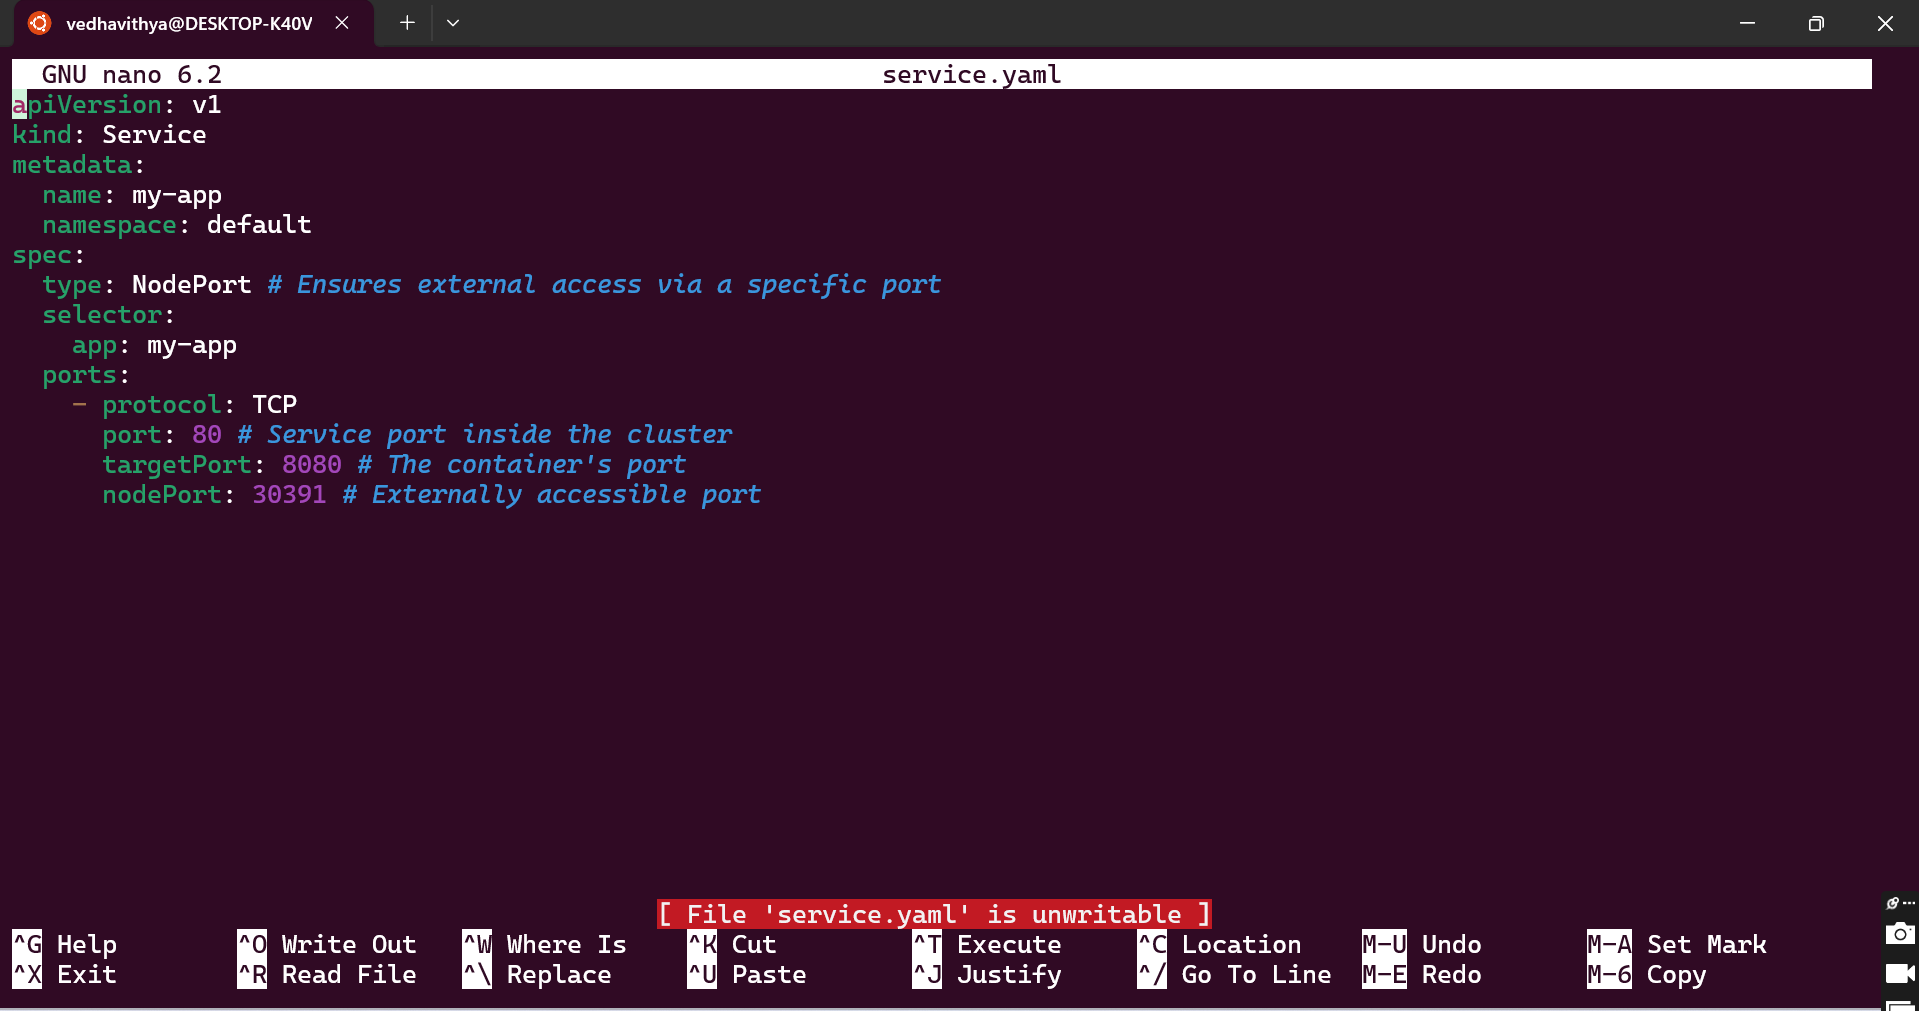 vedhavithya@DESKTOP-K40V
GNU nano 6.2 service.yaml
apiVersion: v1
kind: Service
metadata:
  name: my-app
  namespace: default
spec:
  type: NodePort # Ensures external access via a specific port
  selector:
    app: my-app
  ports:
    - protocol: TCP
      port: 80 # Service port inside the cluster
      targetPort: 8080 # The container's port
      nodePort: 30391 # Externally accessible port
[ File 'service.yaml' is unwritable ]
^G Help ^O Write Out ^W Where Is ^K Cut ^T Execute ^C Location M-U Undo M-A Set Mark
^X Exit ^R Read File ^\ Replace ^U Paste ^J Justify ^/ Go To Line M-E Redo M-6 Copy